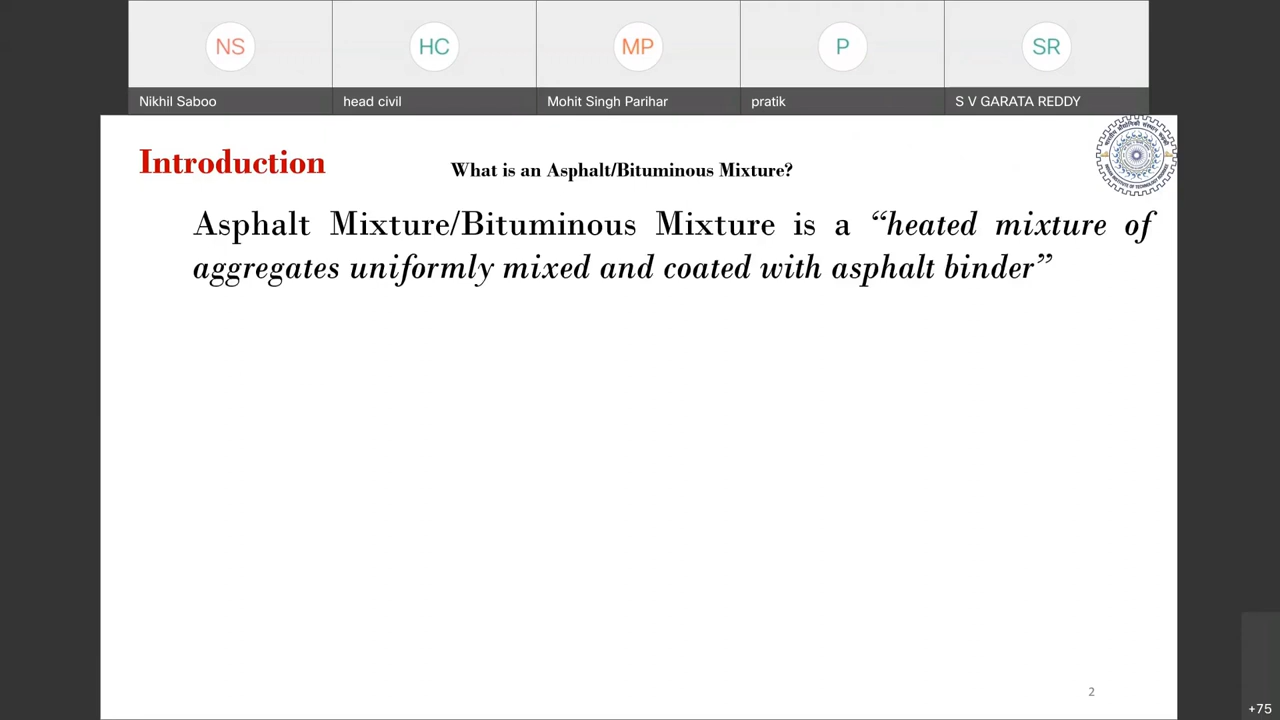 NS HC MP P SR
Nikhil Saboo head civil Mohit Singh Parihar pratik S V GARATA REDDY
Introduction What is an Asphalt/Bituminous Mixture?
Asphalt Mixture/Bituminous Mixture is a “heated mixture of
aggregates uniformly mixed and coated with asphalt binder”
2
+75